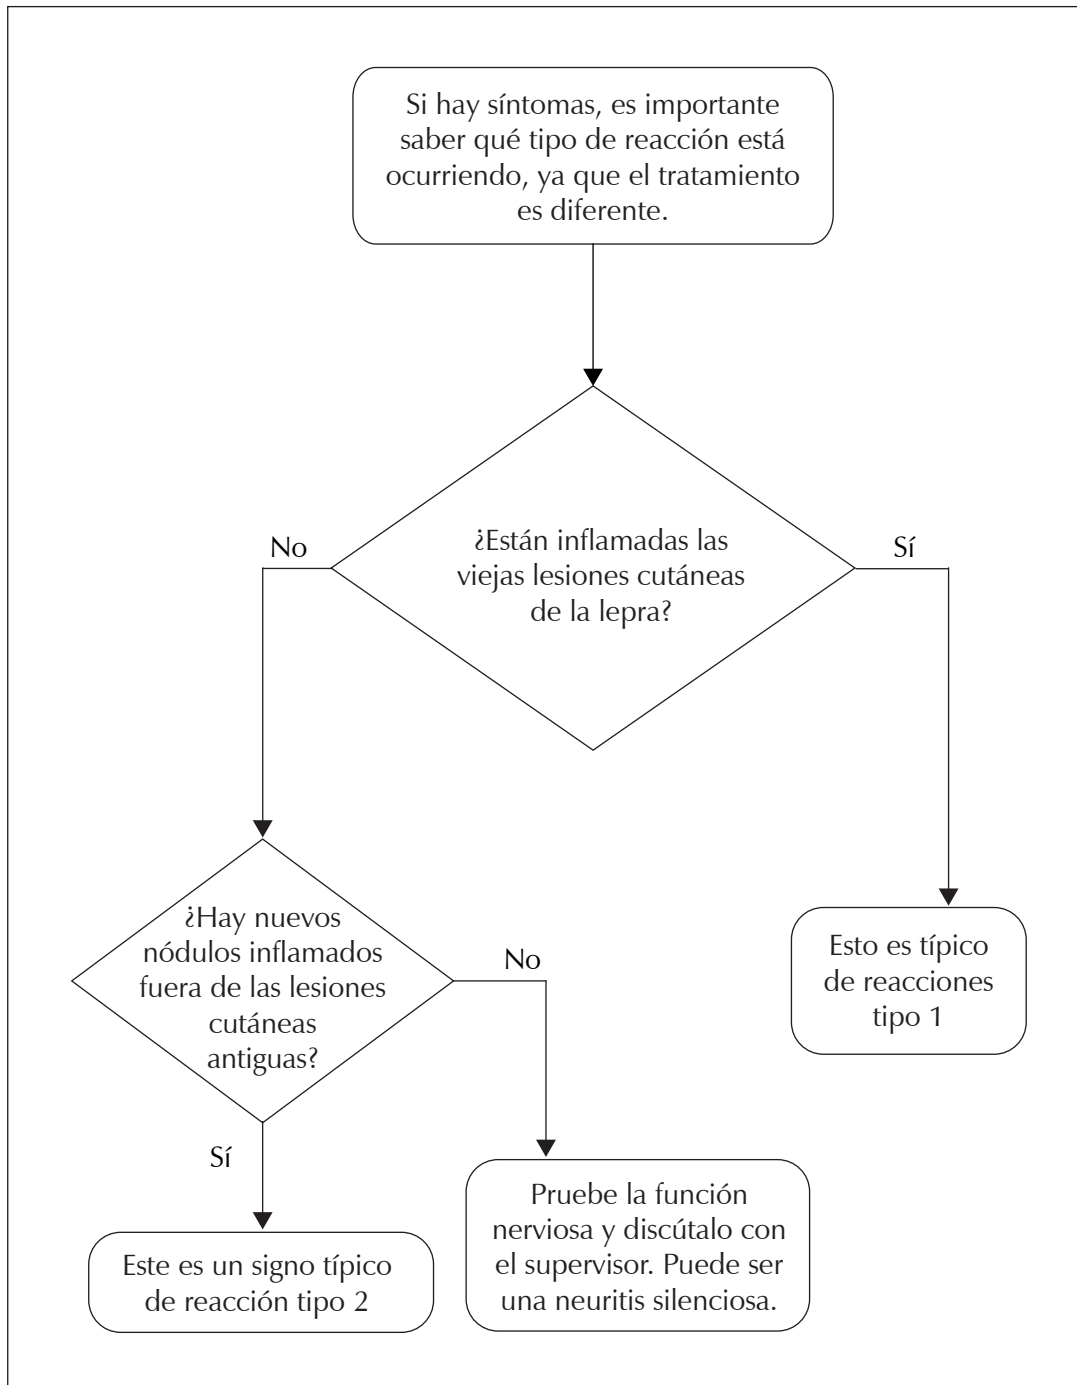 Si hay síntomas, es importante
saber qué tipo de reacción está
ocurriendo, ya que el tratamiento
es diferente.
¿Están inflamadas las
viejas lesiones cutáneas
de la lepra?
No
Sí
¿Hay nuevos
nódulos inflamados
fuera de las lesiones
cutáneas
antiguas?
No
Sí
Esto es típico
de reacciones
tipo 1
Pruebe la función
nerviosa y discútalo con
el supervisor. Puede ser
una neuritis silenciosa.
Este es un signo típico
de reacción tipo 2